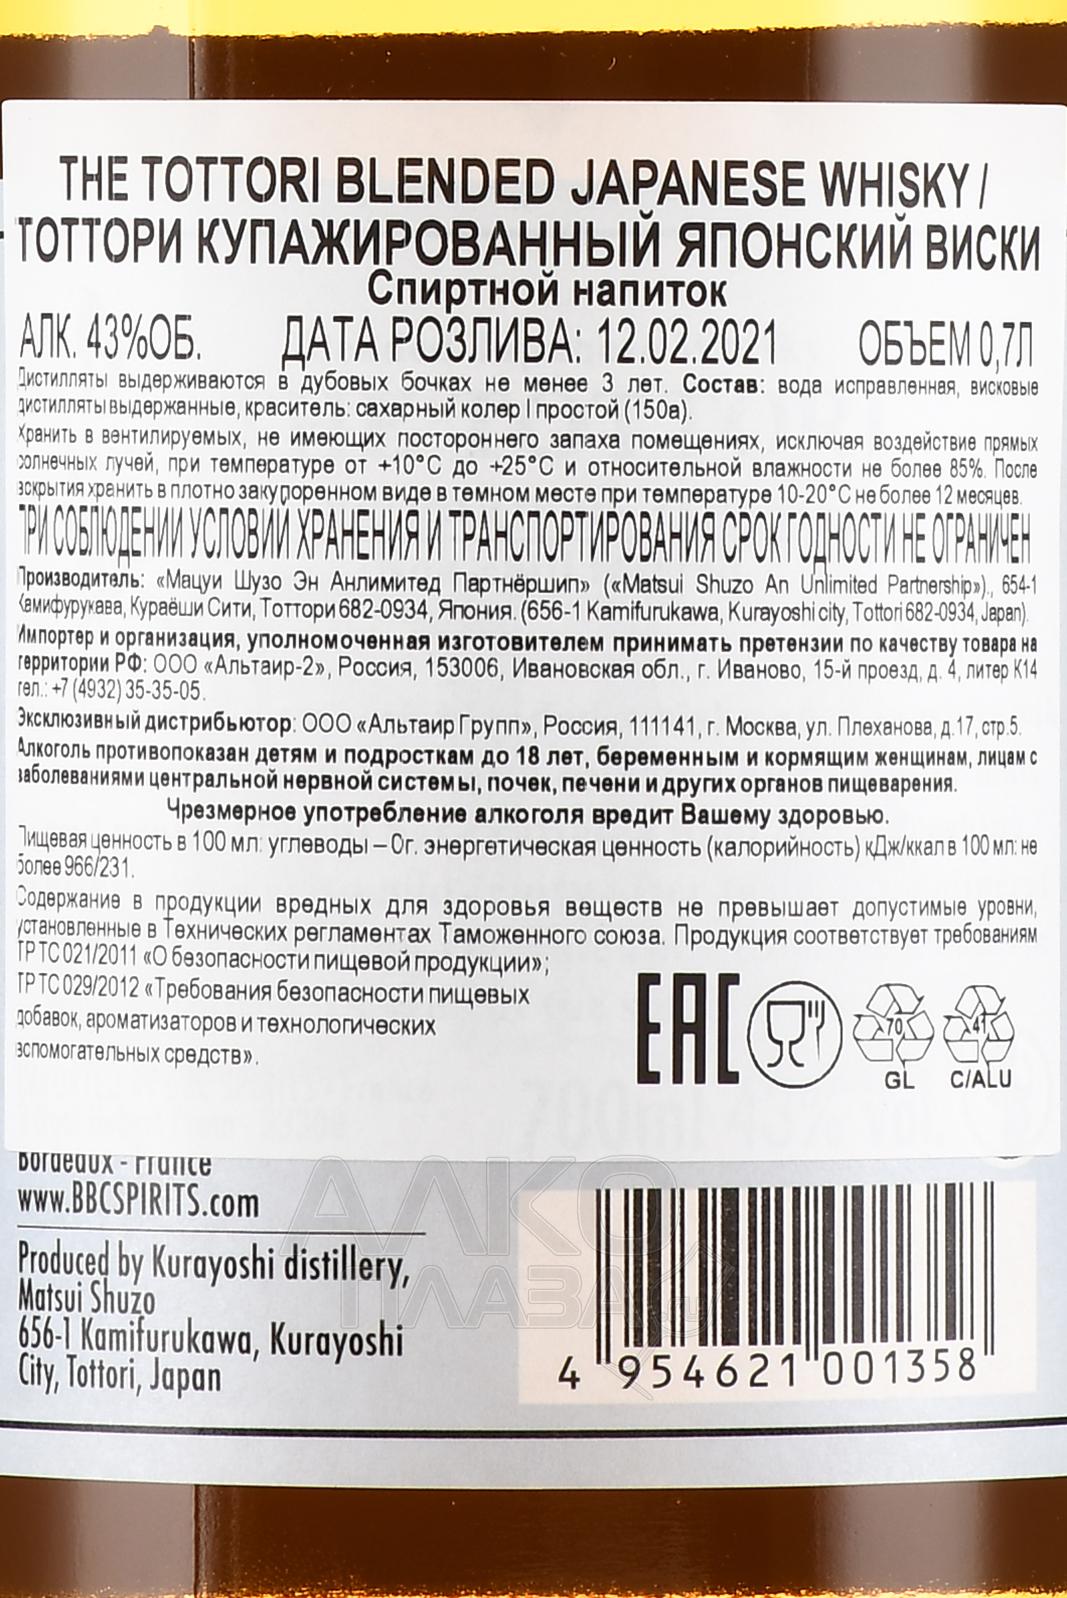 THE TOTTORI BLENDED JAPANESE WHISKY /
ТОТТОРИ КУПАЖИРОВАННЫЙ ЯПОНСКИЙ ВИСКИ
Спиртной напиток
АЛК. 43%ОБ. ДАТА РОЗЛИВА: 12.02.2021 ОБЪЕМ 0,7Л
Дистилляты выдерживаются в дубовых бочках не менее 3 лет. Состав: вода исправленная, висковые
дистилляты выдержанные, краситель: сахарный колер I простой (150a).
Хранить в вентилируемых, не имеющих постороннего запаха помещениях, исключая воздействие прямых
солнечных лучей, при температуре от +10°С до +25°С и относительной влажности не более 85%. После
вскрытия хранить в плотно закупоренном виде в темном месте при температуре 10-20°С не более 12 месяцев.
ПРИ СОБЛЮДЕНИИ УСЛОВИЙ ХРАНЕНИЯ И ТРАНСПОРТИРОВАНИЯ СРОК ГОДНОСТИ НЕ ОГРАНИЧЕН
Производитель: «Мацуи Шузо Эн Анлимитед Партнёршип» («Matsui Shuzo An Unlimited Partnership»)., 654-1
Камифурукава, Кураёши Сити, Тоттори 682-0934, Япония. (656-1 Kamifurukawa, Kurayoshi city, Tottori 682-0934, Japan).
Импортер и организация, уполномоченная изготовителем принимать претензии по качеству товара на
территории РФ: ООО «Альтаир-2», Россия, 153006, Ивановская обл., г. Иваново, 15-й проезд, д. 4, литер К14
тел.: +7 (4932) 35-35-05.
Эксклюзивный дистрибьютор: ООО «Альтаир Групп», Россия, 111141, г. Москва, ул. Плеханова, д.17, стр.5.
Алкоголь противопоказан детям и подросткам до 18 лет, беременным и кормящим женщинам, лицам с
заболеваниями центральной нервной системы, почек, печени и других органов пищеварения.
Чрезмерное употребление алкоголя вредит Вашему здоровью.
Пищевая ценность в 100 мл: углеводы – 0г. энергетическая ценность (калорийность) кДж/ккал в 100 мл: не
более 966/231.
Содержание в продукции вредных для здоровья веществ не превышает допустимые уровни,
установленные в Технических регламентах Таможенного союза. Продукция соответствует требованиям
ТР ТС 021/2011 «О безопасности пищевой продукции»;
ТР ТС 029/2012 «Требования безопасности пищевых
добавок, ароматизаторов и технологических
вспомогательных средств».
EAC
70
GL
41
C/ALU
Bordeaux - France
www.BBCSPIRITS.com
Produced by Kurayoshi distillery,
Matsui Shuzo
656-1 Kamifurukawa, Kurayoshi
City, Tottori, Japan
4 954621 001358
АЛКО
ПЛАЗА.ру